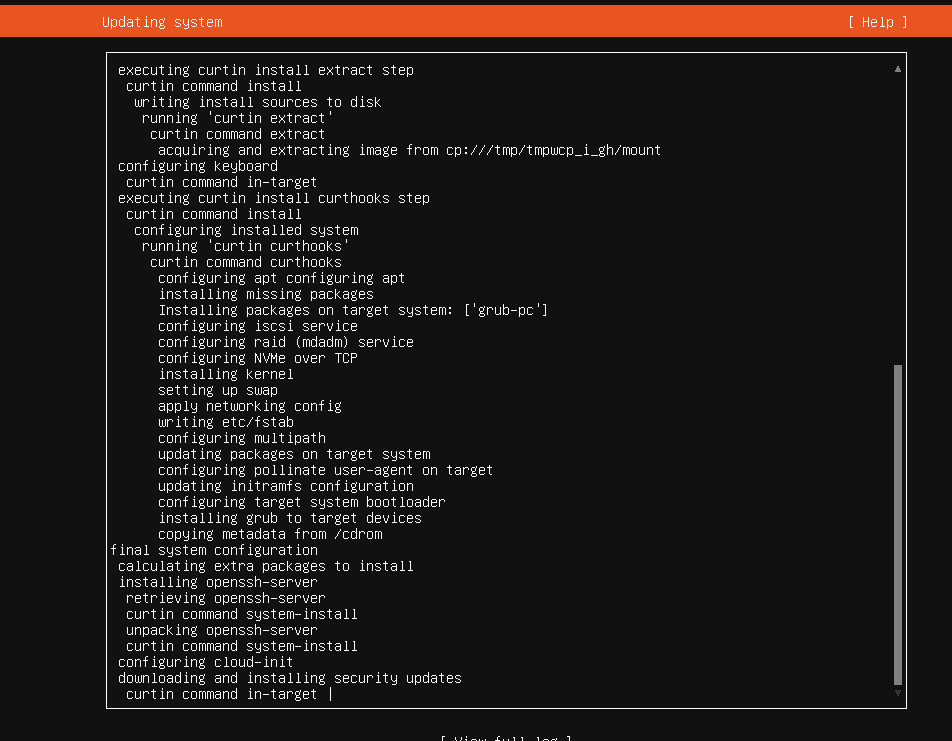 Updating system
[ Help ]
executing curtin install extract step
curtin command install
writing install sources to disk
running 'curtin extract'
curtin command extract
acquiring and extracting image from cp:///tmp/tmpwcp_i_gh/mount
configuring keyboard
curtin command in-target
executing curtin install curthooks step
curtin command install
configuring installed system
running 'curtin curthooks'
curtin command curthooks
configuring apt configuring apt
installing missing packages
Installing packages on target system: ['grub-pc']
configuring iscsi service
configuring raid (mdadm) service
configuring NVMe over TCP
installing kernel
setting up swap
apply networking config
writing etc/fstab
configuring multipath
updating packages on target system
configuring pollinate user-agent on target
updating initramfs configuration
configuring target system bootloader
installing grub to target devices
copying metadata from /cdrom
final system configuration
calculating extra packages to install
installing openssh-server
retrieving openssh-server
curtin command system-install
unpacking openssh-server
curtin command system-install
configuring cloud-init
downloading and installing security updates
curtin command in-target |
[ View full log ]